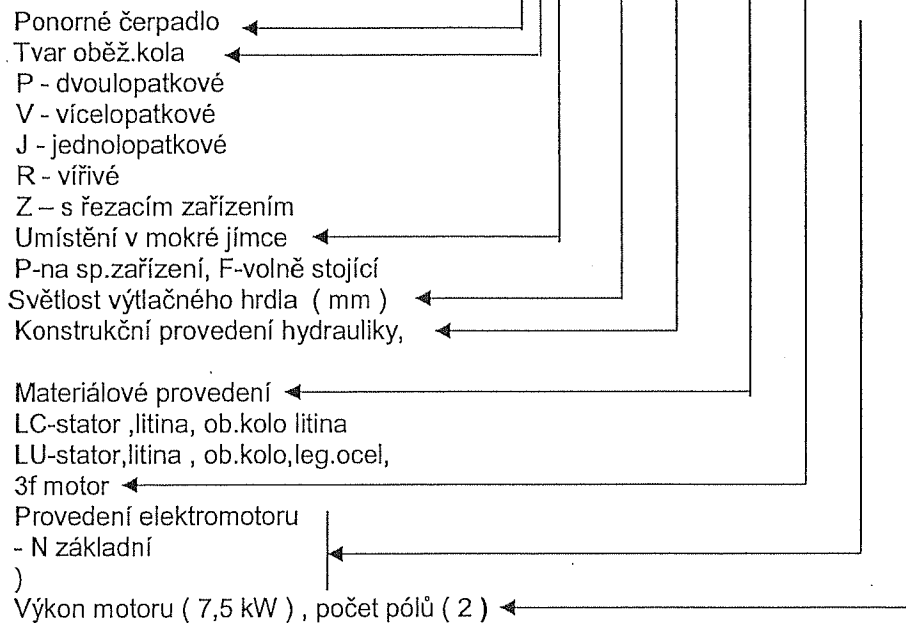 Ponorné čerpadlo
Tvar oběž.kola
P - dvoulopatkové
V - vícelopatkové
J - jednolopatkové
R - vířivé
Z – s řezacím zařízením
Umístění v mokré jímce
P-na sp.zařízení, F-volně stojící
Světlost výtlačného hrdla ( mm )
Konstrukční provedení hydrauliky,
Materiálové provedení
LC-stator ,litina, ob.kolo litina
LU-stator,litina , ob.kolo,leg.ocel,
3f motor
Provedení elektromotoru
- N základní
)
Výkon motoru ( 7,5 kW ) , počet pólů ( 2 )